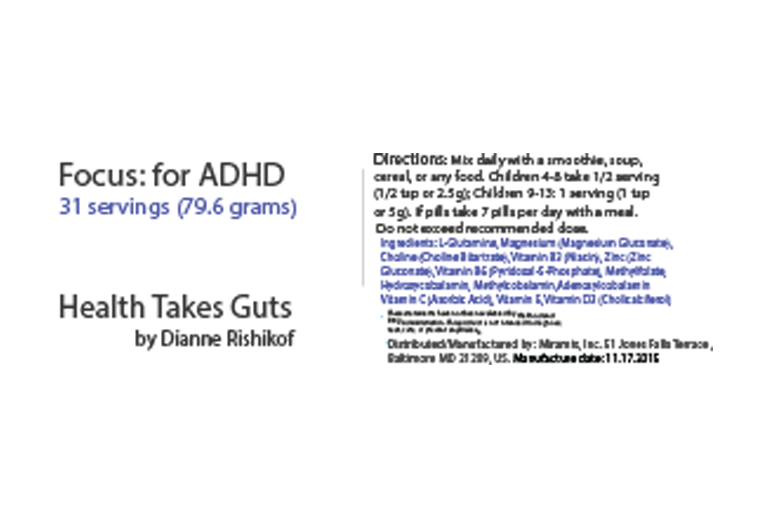 Focus: for ADHD
31 servings (79.6 grams)
Health Takes Guts
by Dianne Rishikof
Directions: Mix daily with a smoothie, soup,
cereal, or any food. Children 4-8 take 1/2 serving
(1/2 tsp or 2.5g); Children 9-13: 1 serving (1 tsp
or 5g). If pills take 7 pills per day with a meal.
Do not exceed recommended dose.
Ingredients: L-Glutamine, Magnesium (Magnesium Gluconate),
Choline (Choline Bitartrate), Vitamin B3 (Niacin), Zinc (Zinc
Gluconate), Vitamin B6 (Pyridoxal-5-Phosphate), Methylfolate,
Hydroxycobalamin, Methylcobalamin, Adenosylcobalamin
Vitamin C (Ascorbic Acid), Vitamin E, Vitamin D3 (Cholicalciferol)
Distributed/Manufactured by: Miramix, Inc. 51 Jones Falls Terrace,
Baltimore MD 21209, US. Manufacture date: 11.17.2015